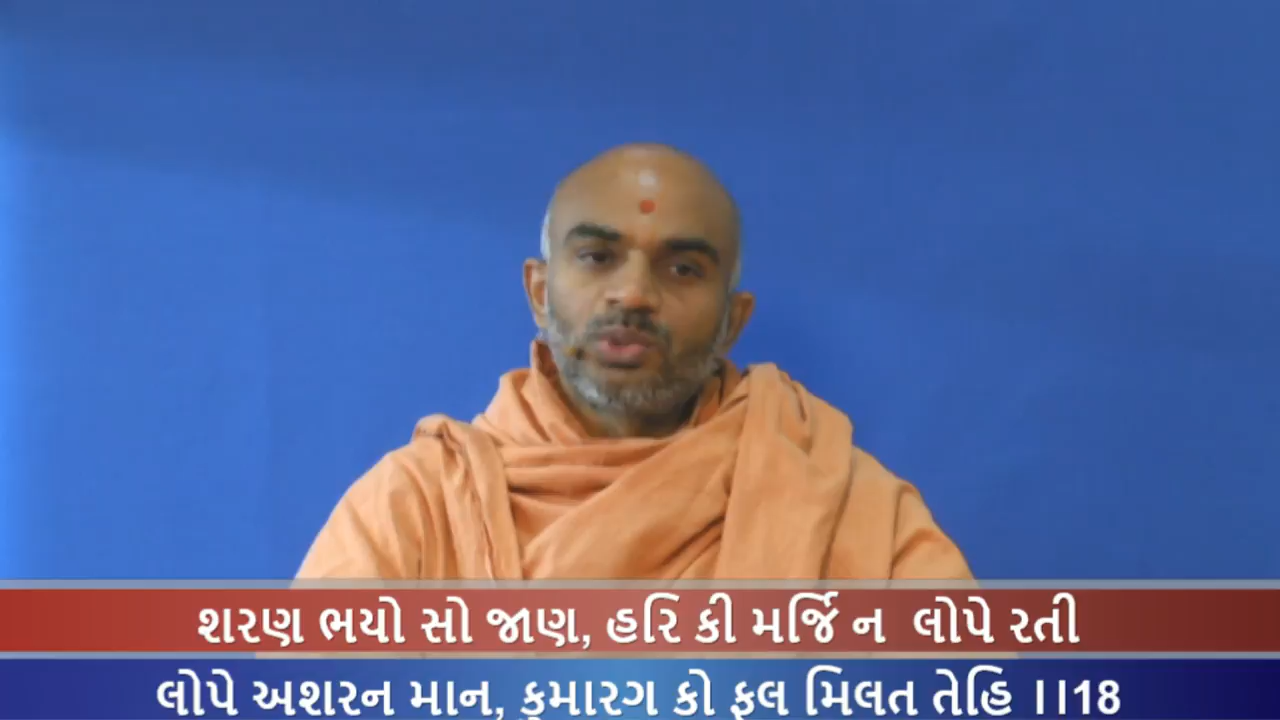 શરણ ભયો સો જાણ, હરિ કી મર્જિ ન લોપે રતી
લોપે અશરન માન, કુમારગ કો ફલ મિલત તેહિ ।।18